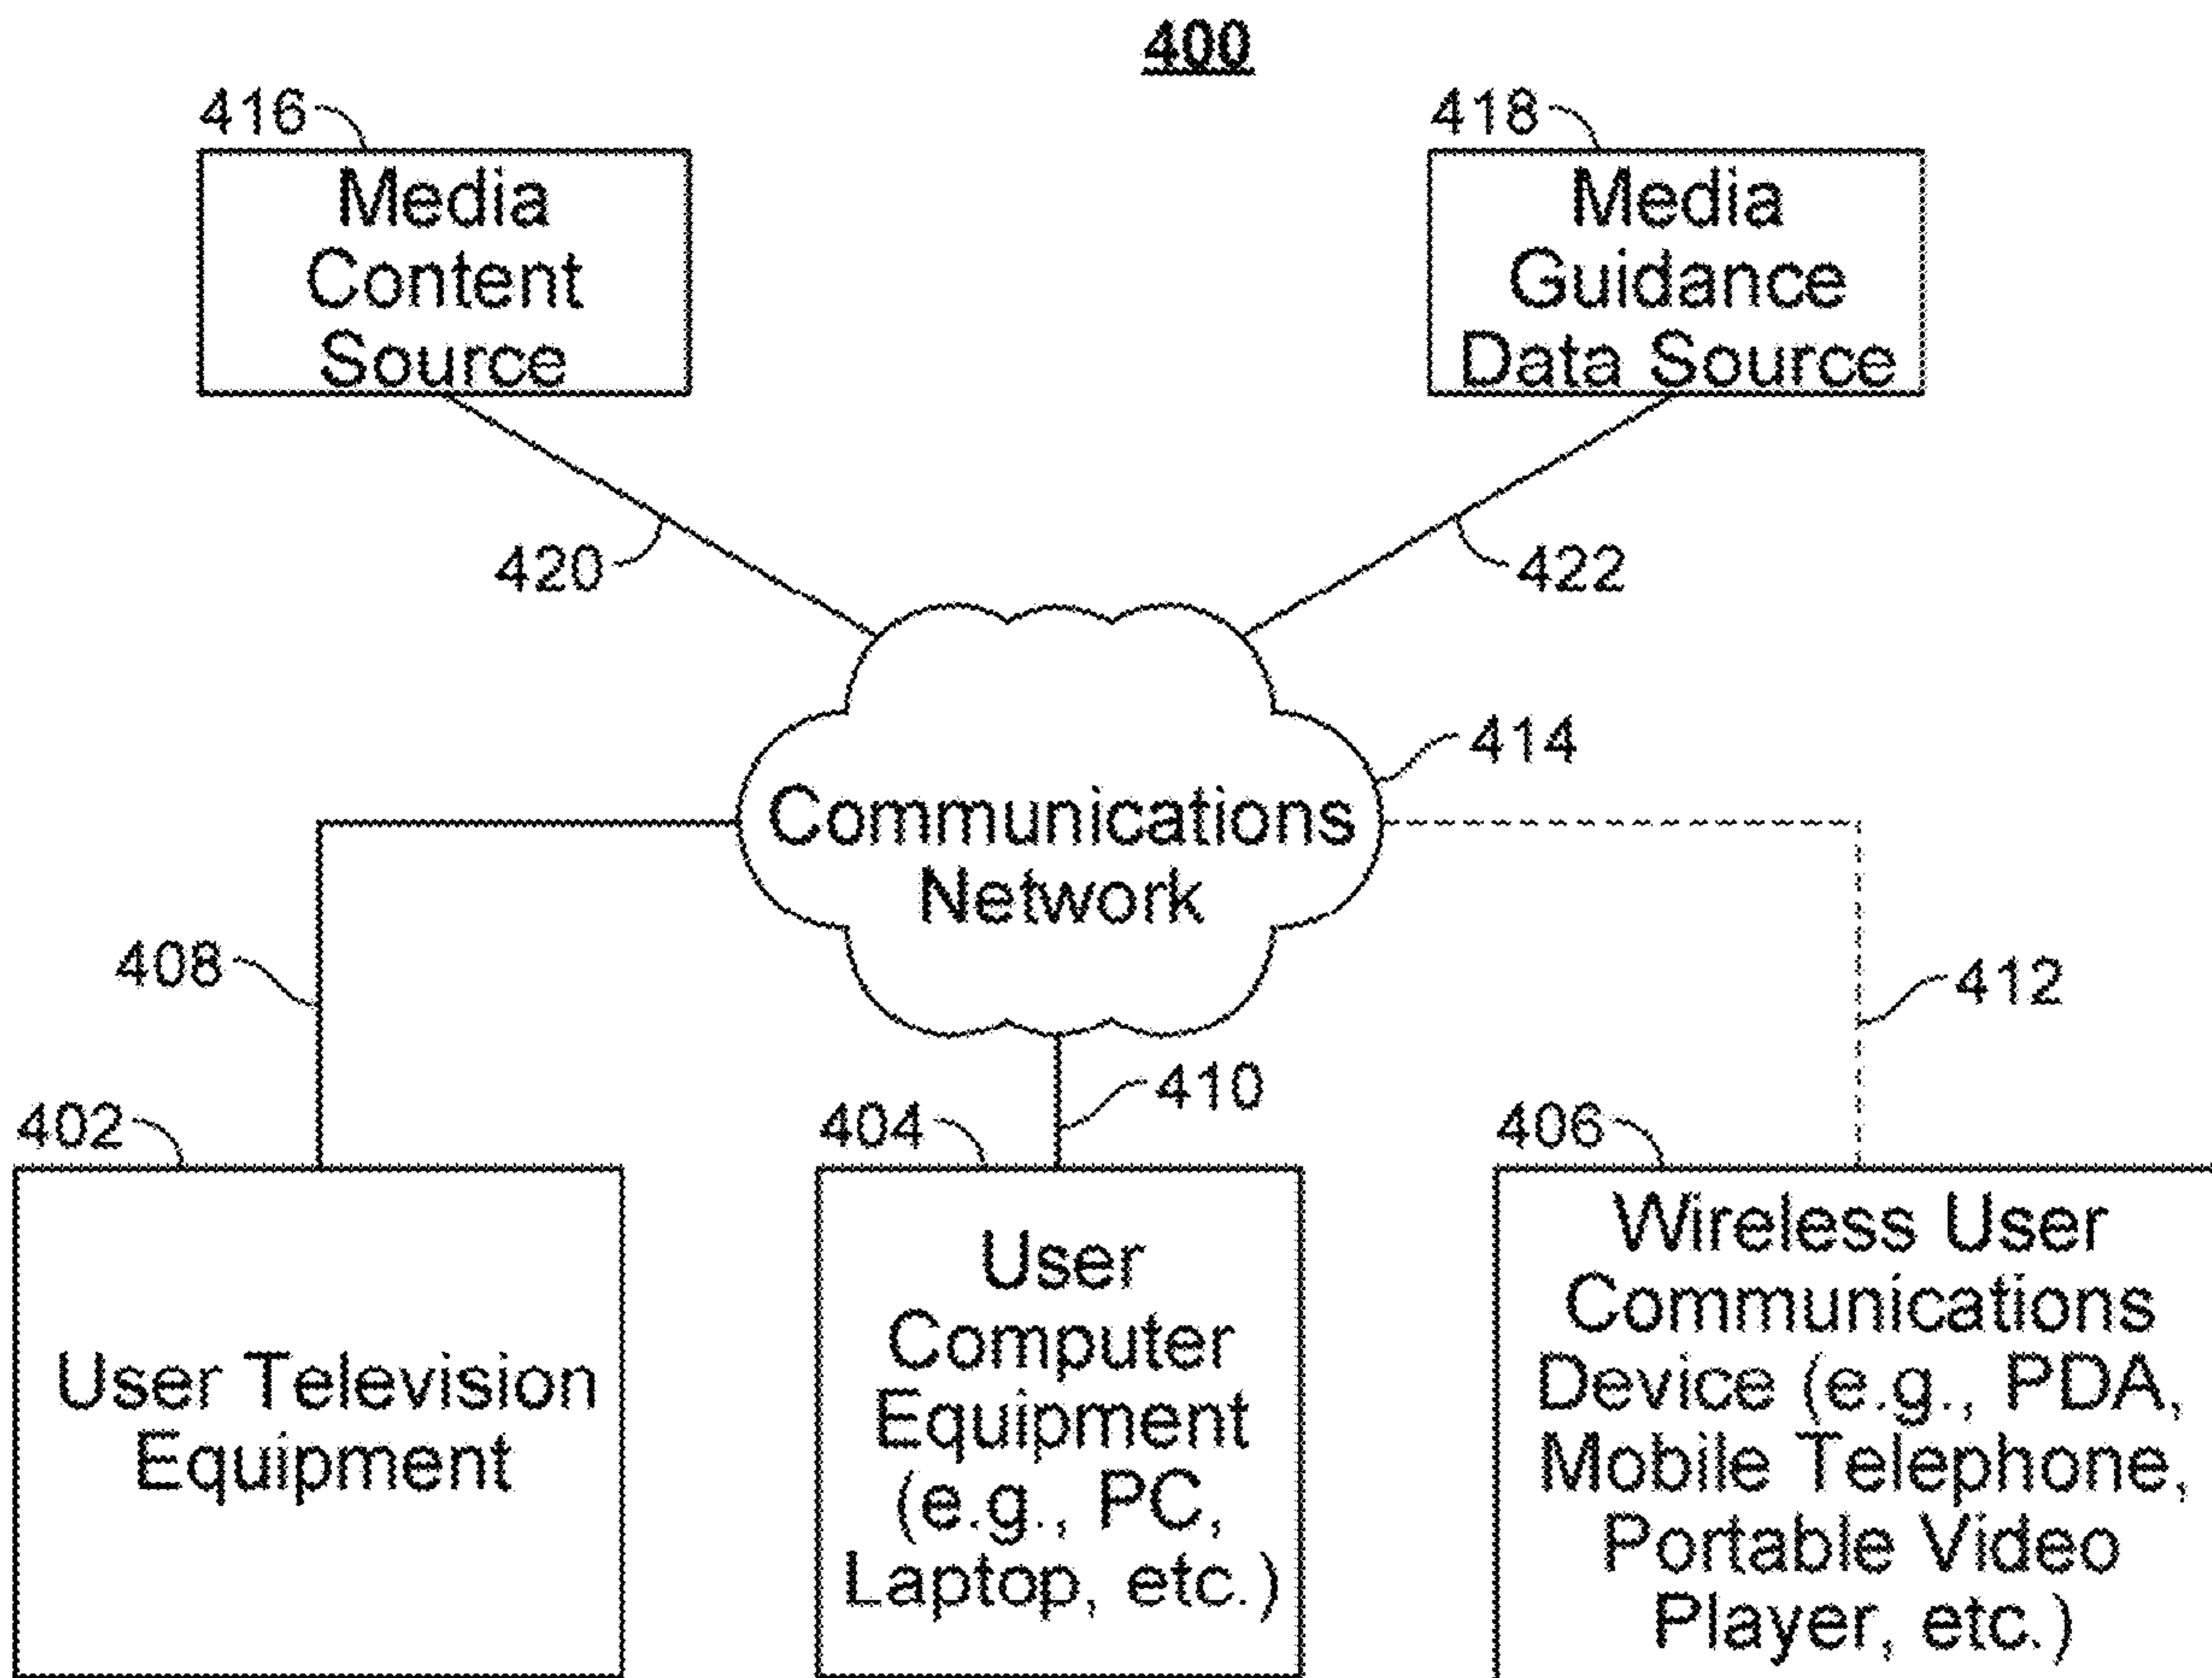 400
416
418
Media
Content
Source
Media
Guidance
Data Source
420
422
414
Communications
Network
408
412
410
402
404
406
User Television
Equipment
User
Computer
Equipment
(e.g., PC,
Laptop, etc.)
Wireless User
Communications
Device (e.g., PDA,
Mobile Telephone,
Portable Video
Player, etc.)